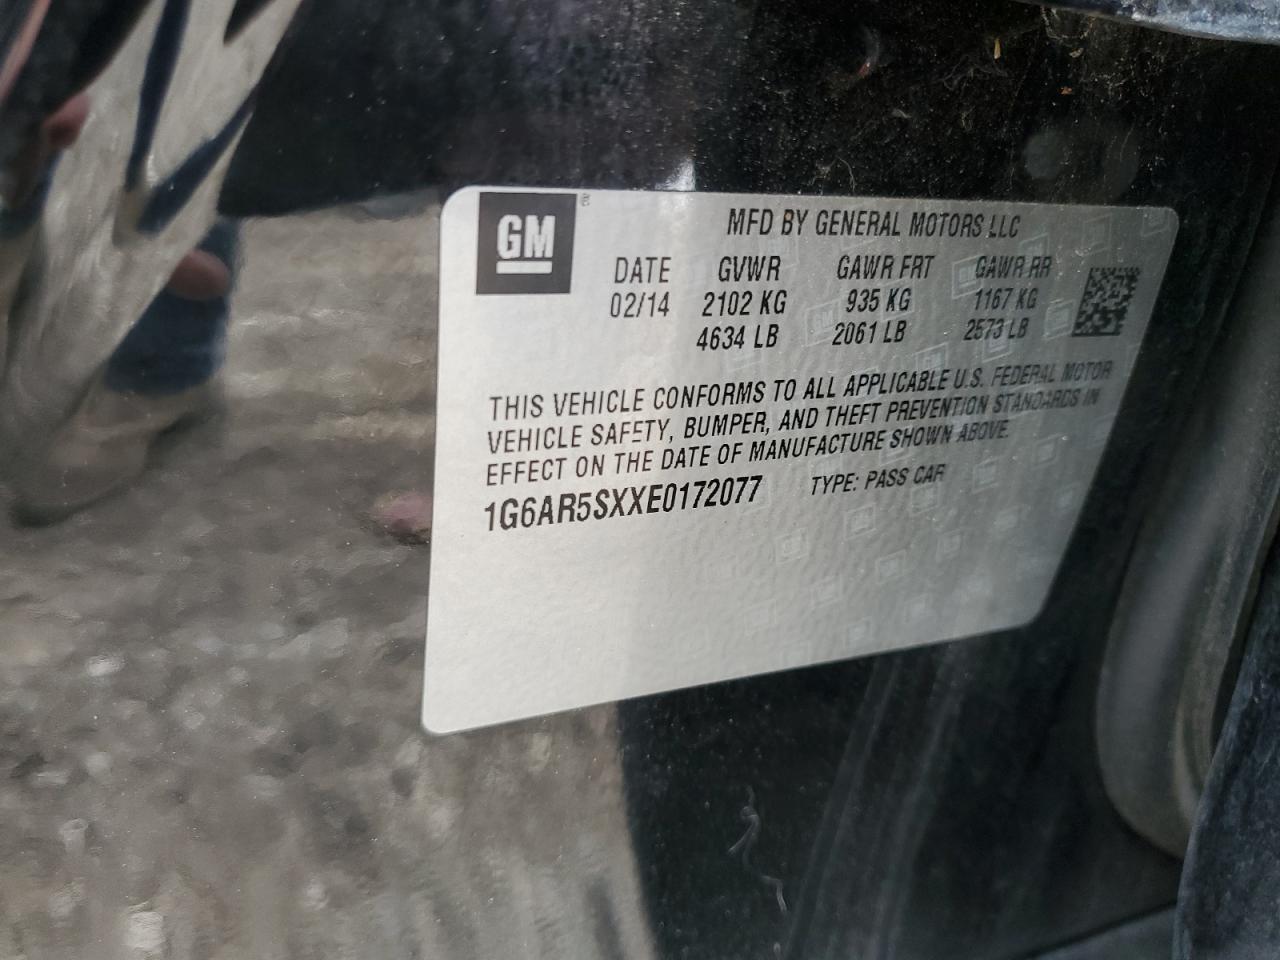 GM ®
MFD BY GENERAL MOTORS LLC
DATE GVWR GAWR FRT GAWR RR
02/14 2102 KG 935 KG 1167 KG
4634 LB 2061 LB 2573 LB
THIS VEHICLE CONFORMS TO ALL APPLICABLE U.S. FEDERAL MOTOR
VEHICLE SAFETY, BUMPER, AND THEFT PREVENTION STANDARDS IN
EFFECT ON THE DATE OF MANUFACTURE SHOWN ABOVE.
1G6AR5SXXE0172077 TYPE: PASS CAR